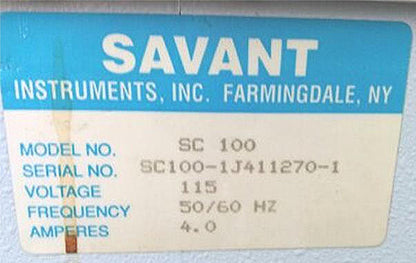 SAVANT
INSTRUMENTS, INC. FARMINGDALE, NY
MODEL NO. SC 100
SERIAL NO. SC100-1J411270-1
VOLTAGE 115
FREQUENCY 50/60 HZ
AMPERES 4.0